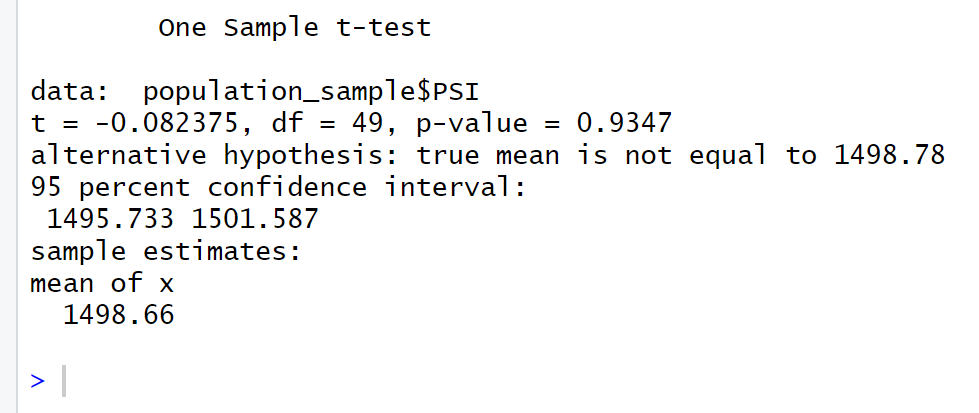 One Sample t-test
data: population_sample$PSI
t = -0.082375, df = 49, p-value = 0.9347
alternative hypothesis: true mean is not equal to 1498.78
95 percent confidence interval:
1495.733 1501.587
sample estimates:
mean of x
1498.66
>